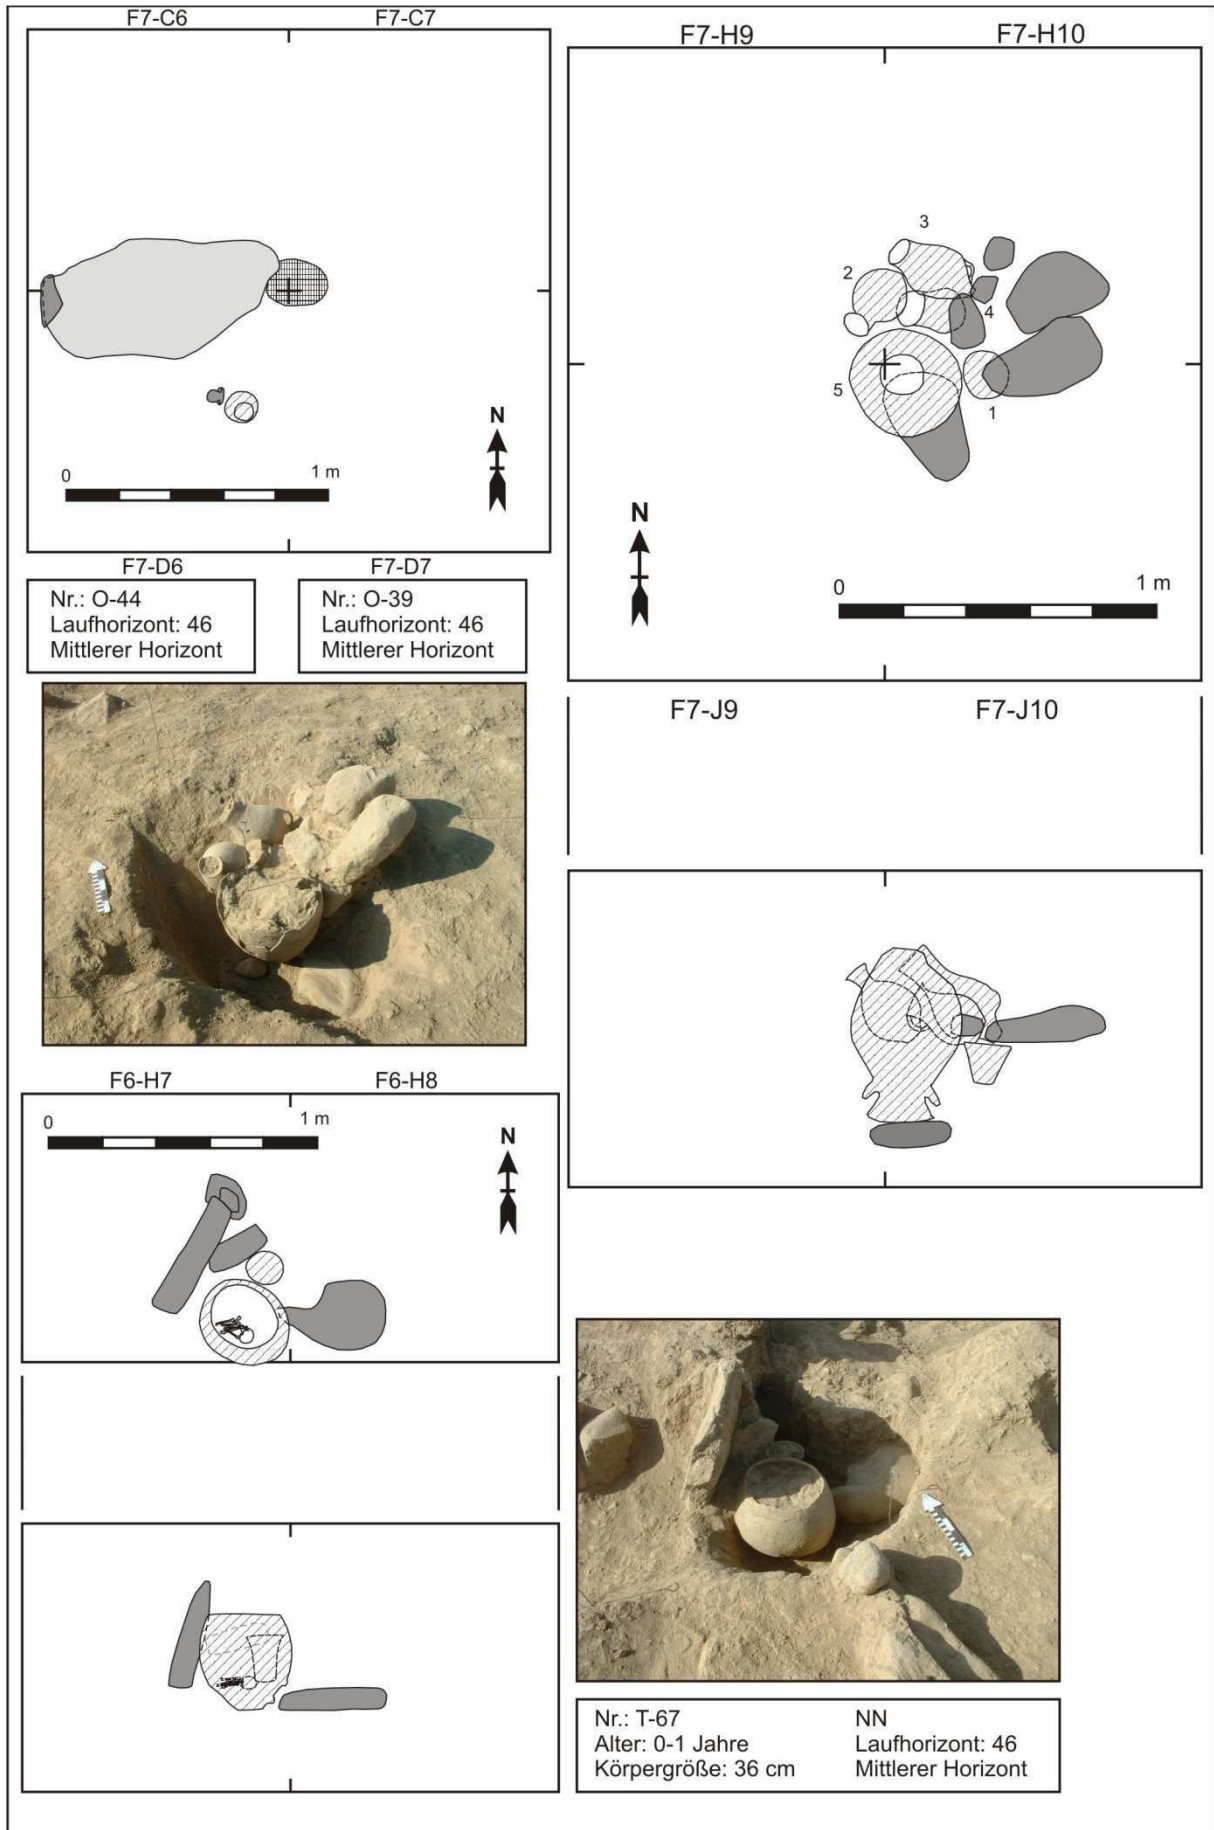 F7-C6 F7-C7
N
0 1 m
F7-D6 F7-D7
Nr.: O-44
Laufhorizont: 46
Mittlerer Horizont
Nr.: O-39
Laufhorizont: 46
Mittlerer Horizont
F7-H9 F7-H10
3
2
4
5
1
N
0 1 m
F7-J9 F7-J10
F6-H7 F6-H8
0 1 m
N
Nr.: T-67 NN
Alter: 0-1 Jahre Laufhorizont: 46
Körpergröße: 36 cm Mittlerer Horizont